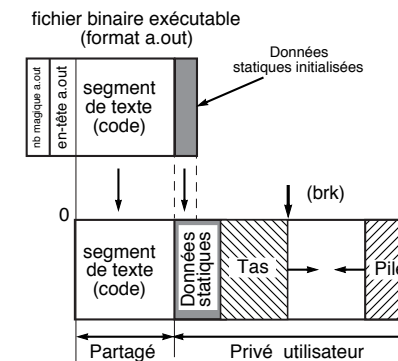 fichier binaire exécutable
(format a.out)
Données
statiques initialisées
nb magique a.out
en-tête a.out
segment
de texte
(code)
0
(brk)
segment
de texte
(code)
Données
statiques
Tas
Pile
Partagé
Privé utilisateur